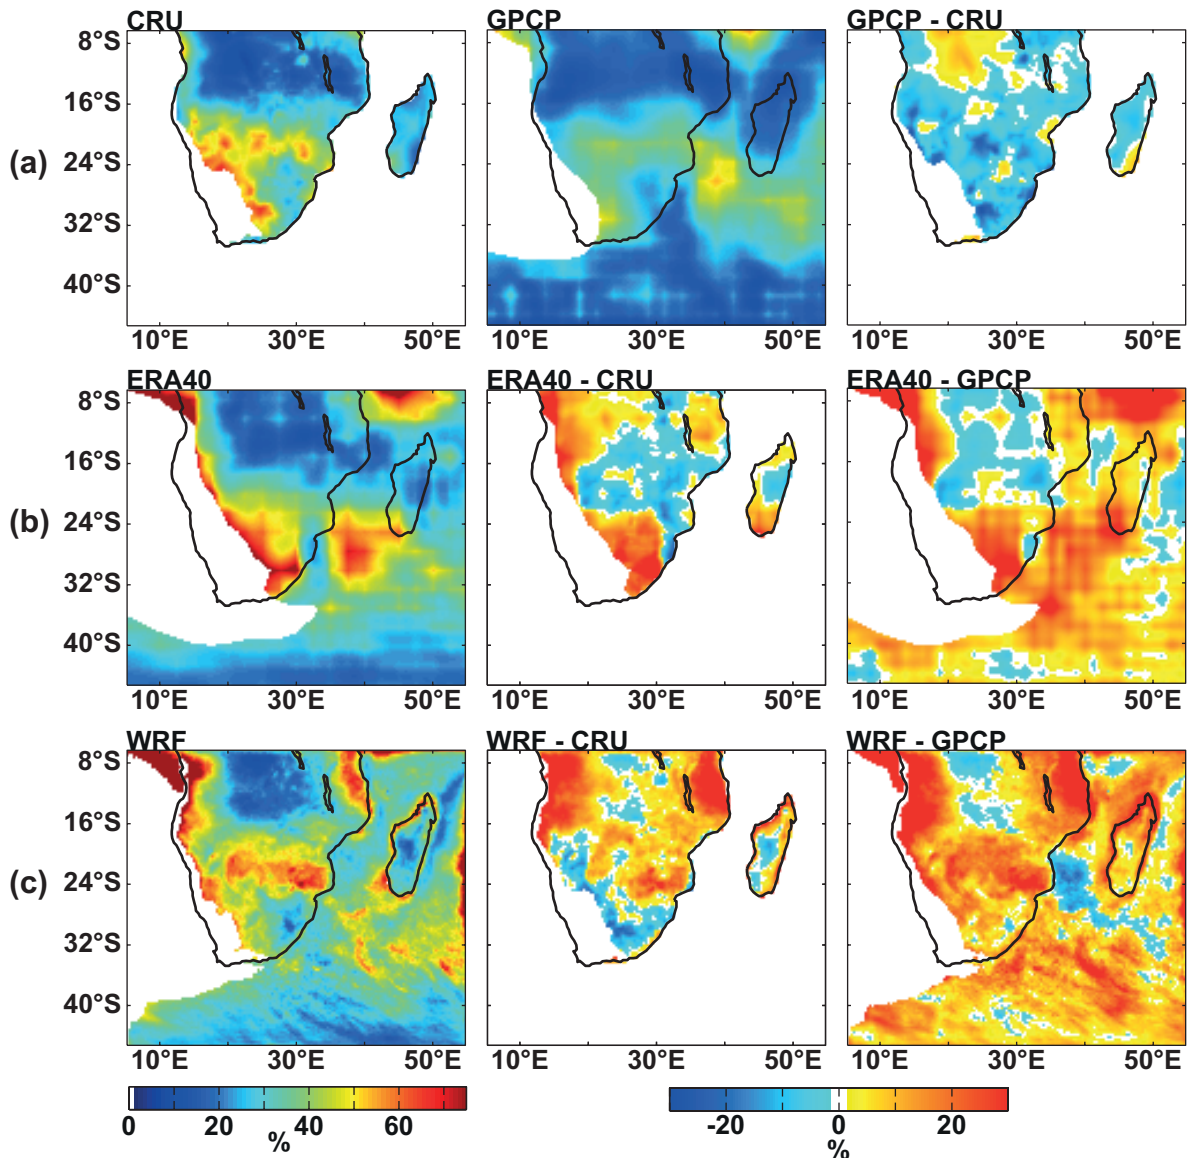 CRU GPCP GPCP - CRU
8°S
16°S
(a) 24°S
32°S
40°S
10°E 30°E 50°E 10°E 30°E 50°E 10°E 30°E 50°E
ERA40 ERA40 - CRU ERA40 - GPCP
8°S
16°S
(b) 24°S
32°S
40°S
10°E 30°E 50°E 10°E 30°E 50°E 10°E 30°E 50°E
WRF WRF - CRU WRF - GPCP
8°S
16°S
(c) 24°S
32°S
40°S
10°E 30°E 50°E 10°E 30°E 50°E 10°E 30°E 50°E
0 20 40 60 -20 0 20
% %